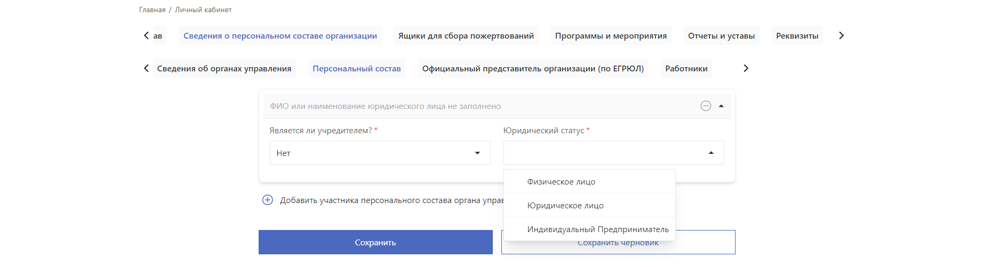 Главная / Личный кабинет
ав Сведения о персональном составе организации Ящики для сбора пожертвований Программы и мероприятия Отчеты и уставы Реквизиты
Сведения об органах управления Персональный состав Официальный представитель организации (по ЕГРЮЛ) Работники
ФИО или наименование юридического лица не заполнено
Является ли учредителем? * Юридический статус *
Нет
Физическое лицо
Добавить участника персонального состава органа управ
Юридическое лицо
Индивидуальный Предприниматель
Сохранить Сохранить черновик